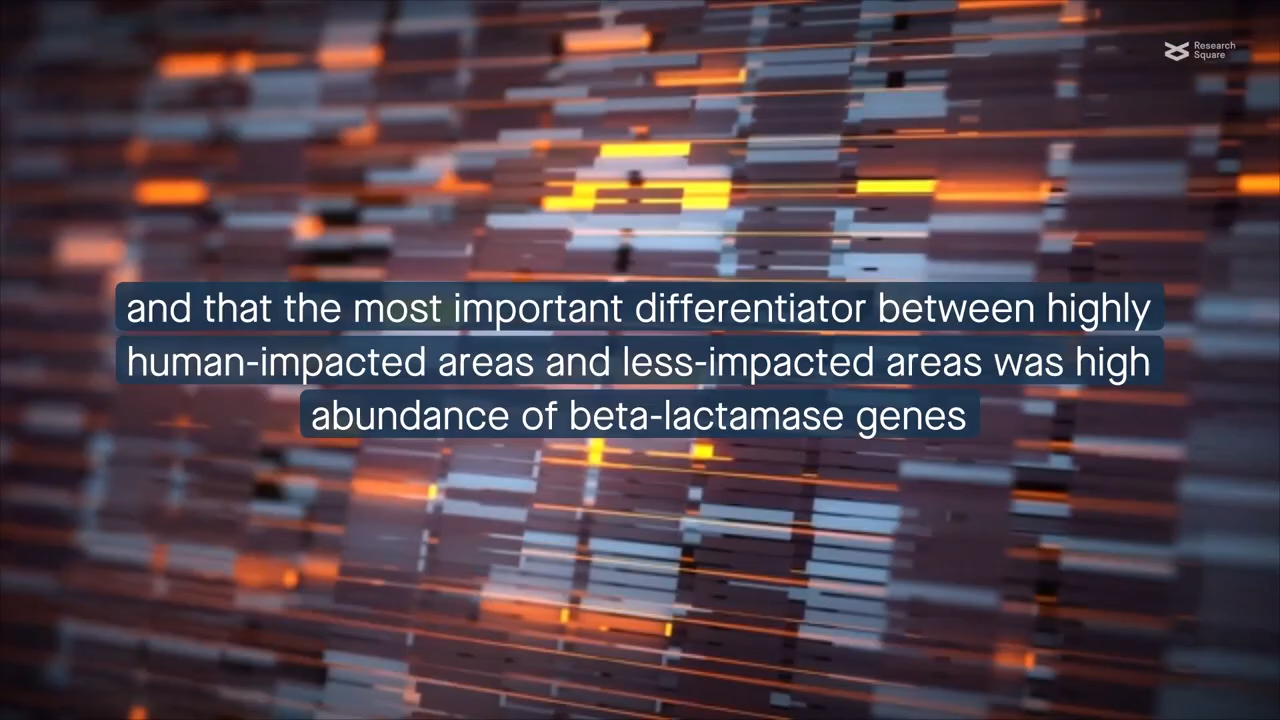 Research
Square
and that the most important differentiator between highly
human-impacted areas and less-impacted areas was high
abundance of beta-lactamase genes